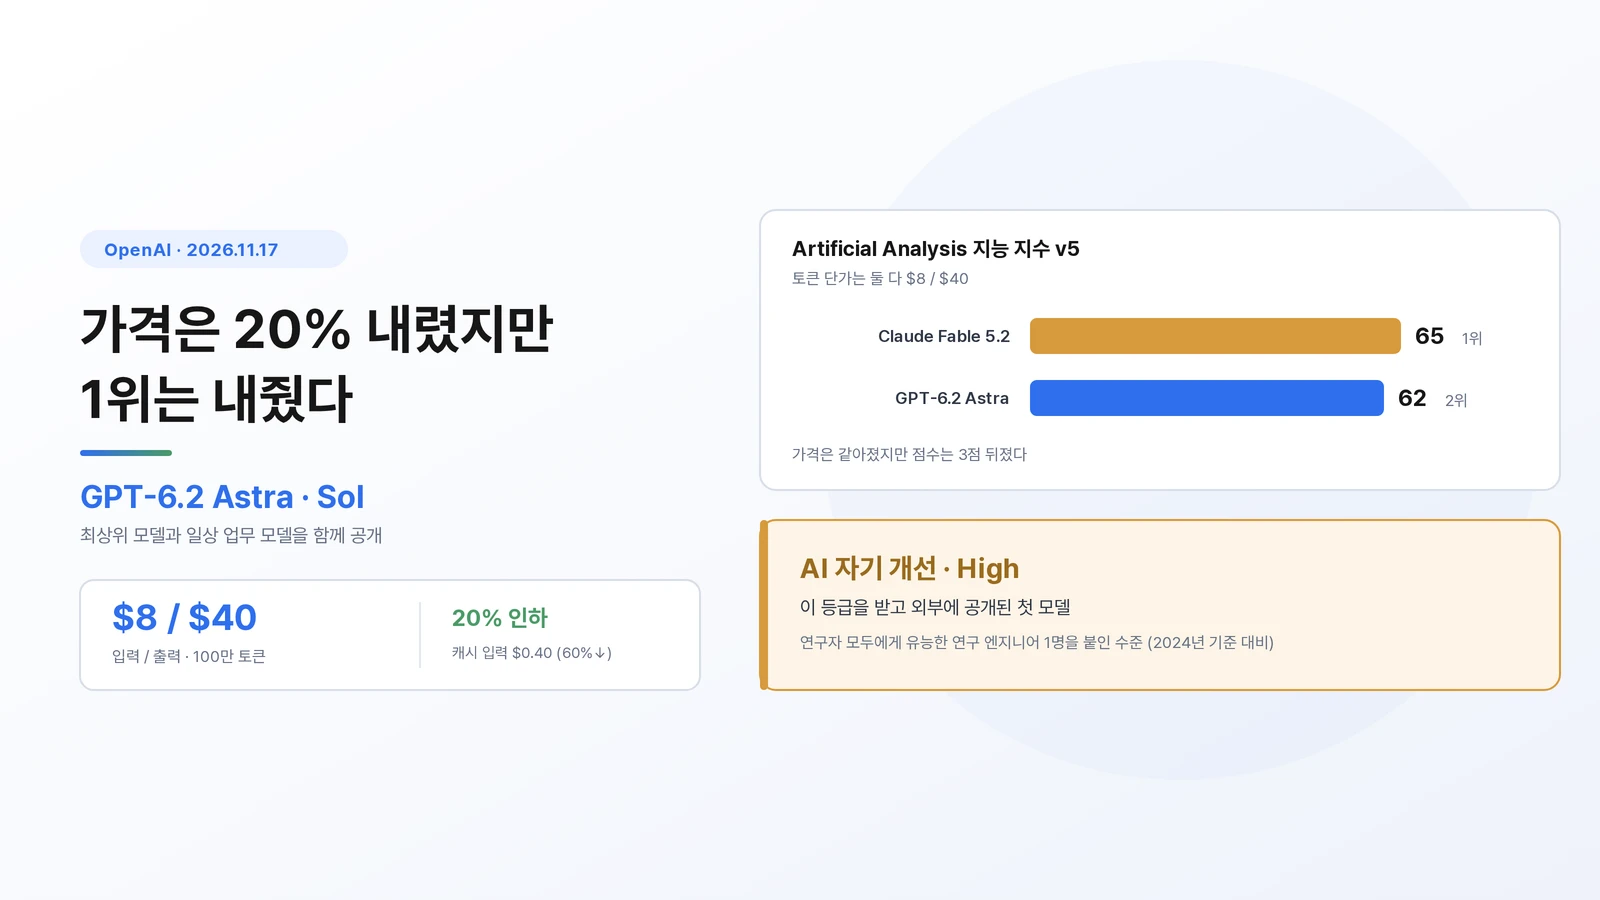 OpenAI · 2026.11.17
가격은 20% 내렸지만
1위는 내줬다
GPT-6.2 Astra · Sol
최상위 모델과 일상 업무 모델을 함께 공개
$8 / $40
입력 / 출력 · 100만 토큰
20% 인하
캐시 입력 $0.40 (60%↓)
Artificial Analysis 지능 지수 v5
토큰 단가는 둘 다 $8 / $40
Claude Fable 5.2 65 1위
GPT-6.2 Astra 62 2위
가격은 같아졌지만 점수는 3점 뒤졌다
AI 자기 개선 · High
이 등급을 받고 외부에 공개된 첫 모델
연구자 모두에게 유능한 연구 엔지니어 1명을 붙인 수준 (2024년 기준 대비)